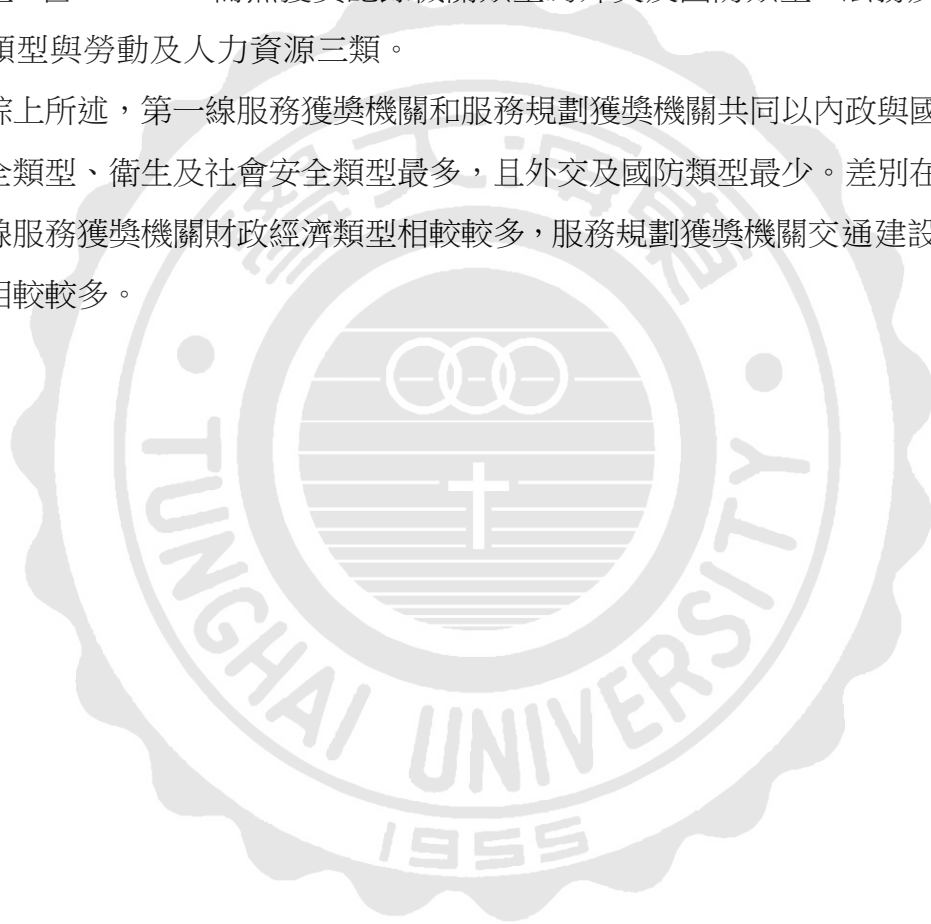 類型與勞動及人力資源三類。
綜上所述，第一線服務獲獎機關和服務規劃獲獎機關共同以內政與國
全類型、衛生及社會安全類型最多，且外交及國防類型最少。差別在
線服務獲獎機關財政經濟類型相較較多，服務規劃獲獎機關交通建設
相較較多。
TUNGHAI UNIVERSITY
1955